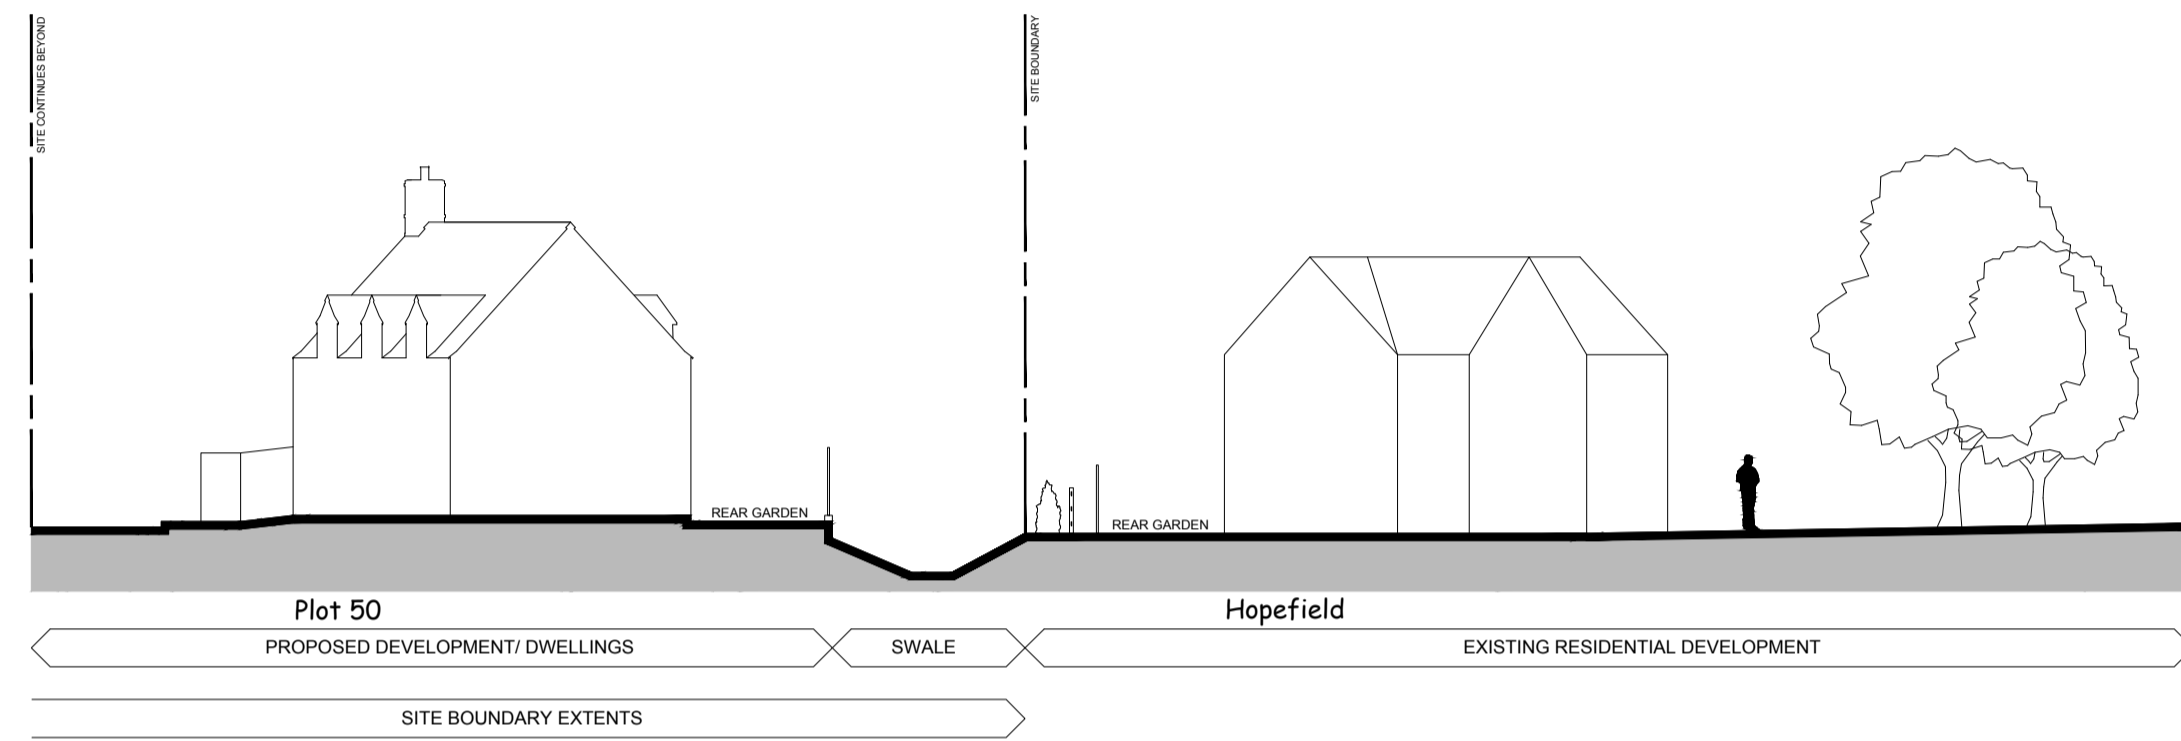 SITE CONTINUES BEYOND
SITE BOUNDARY
REAR GARDEN
REAR GARDEN
Plot 50
Hopefield
PROPOSED DEVELOPMENT/ DWELLINGS
SWALE
EXISTING RESIDENTIAL DEVELOPMENT
SITE BOUNDARY EXTENTS